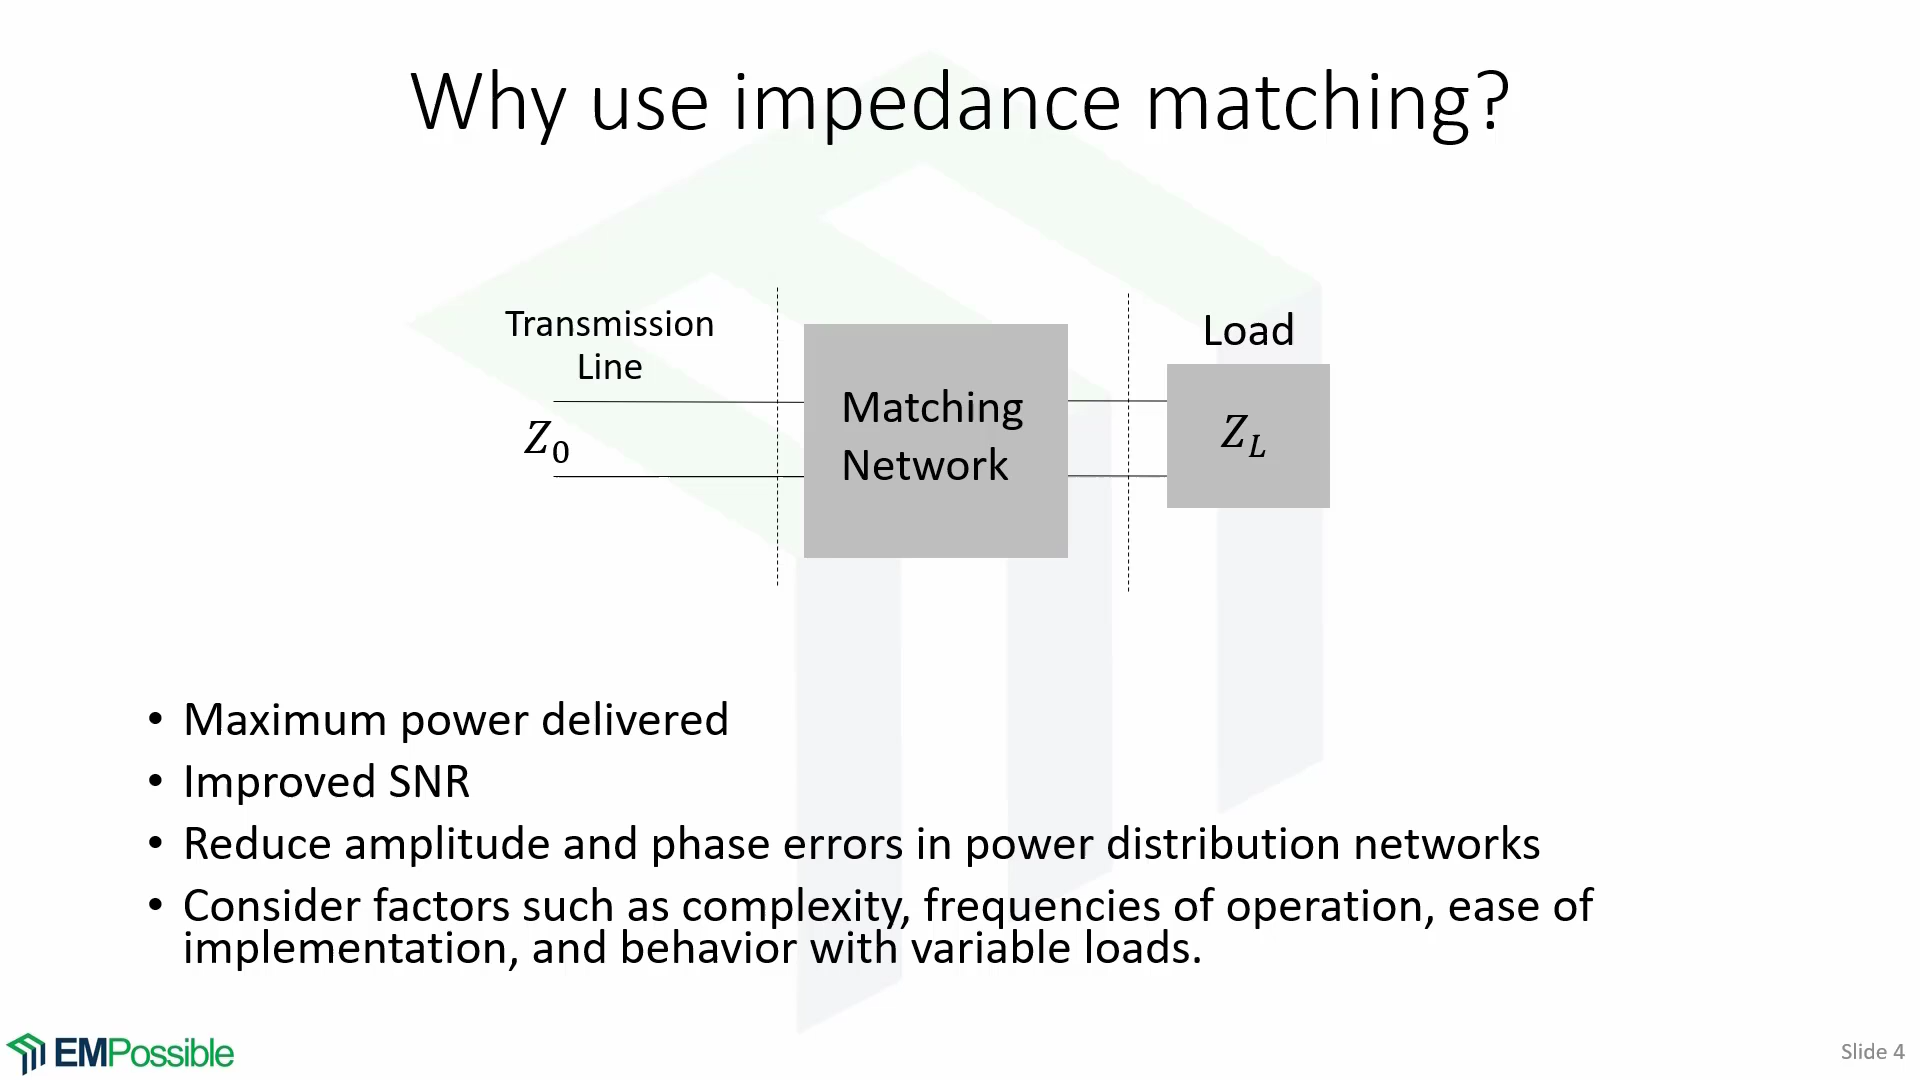 Why use impedance matching?
Transmission
Line
Load
Z₀
Matching
Network
Z_L
• Maximum power delivered
• Improved SNR
• Reduce amplitude and phase errors in power distribution networks
• Consider factors such as complexity, frequencies of operation, ease of
implementation, and behavior with variable loads.
EMPossible
Slide 4